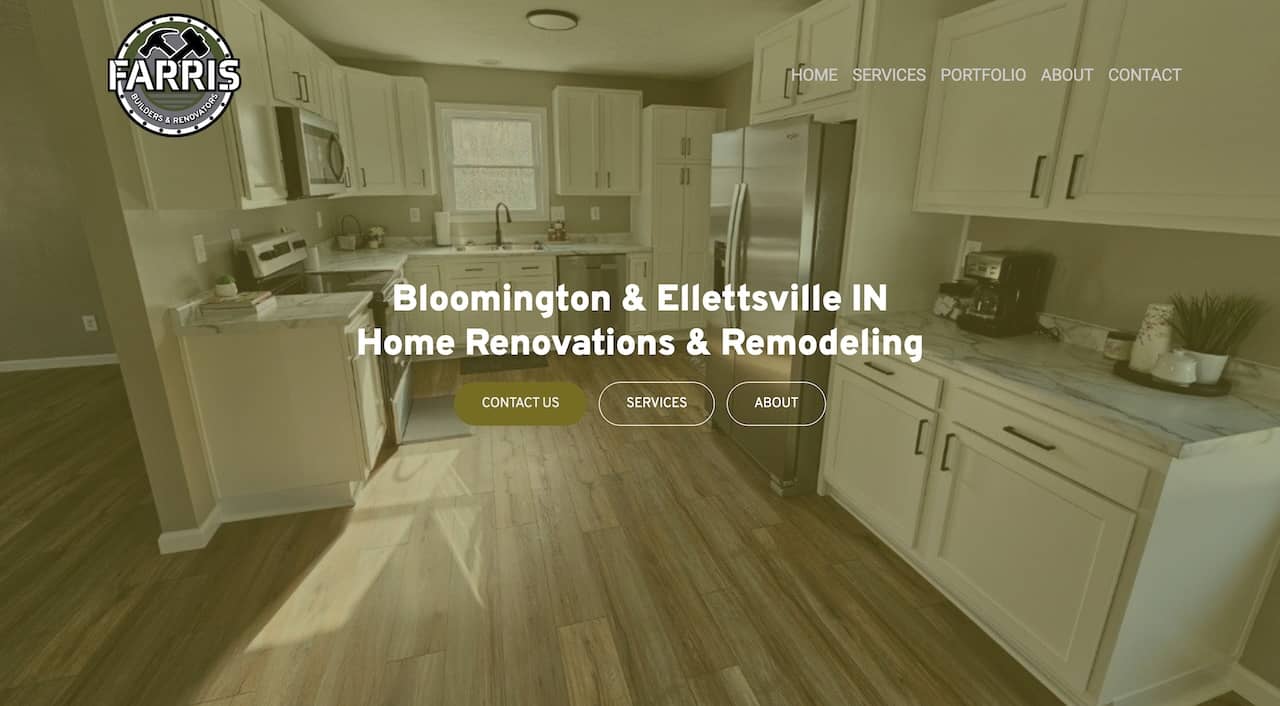 FARRIS
BUILDERS & RENOVATORS
HOME SERVICES PORTFOLIO ABOUT CONTACT
Bloomington & Ellettsville IN
Home Renovations & Remodeling
CONTACT US SERVICES ABOUT